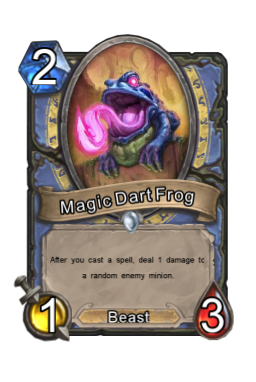 2
Magic Dart Frog
After you cast a spell, deal 1 damage to
a random enemy minion.
1
Beast
3